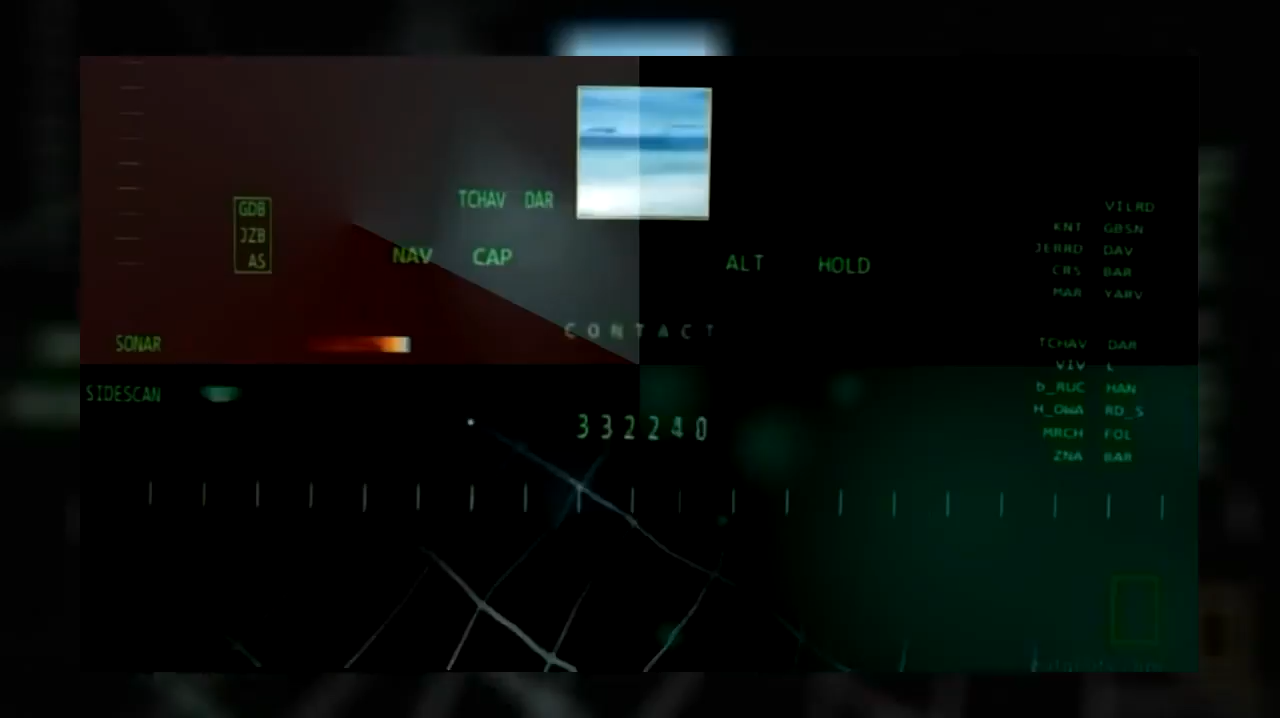 GDB
JZB
AS
TCHAV DAR
NAV CAP
ALT HOLD
SONAR
CONTACT
SIDESCAN
332240
VILRD
KNT GBSN
JERRD DAV
CRS BAR
MAR YARV
TCHAV DAR
VIV L
b_RUC HAN
H_OWA RD_S
MRCH FOL
ZNA BAR